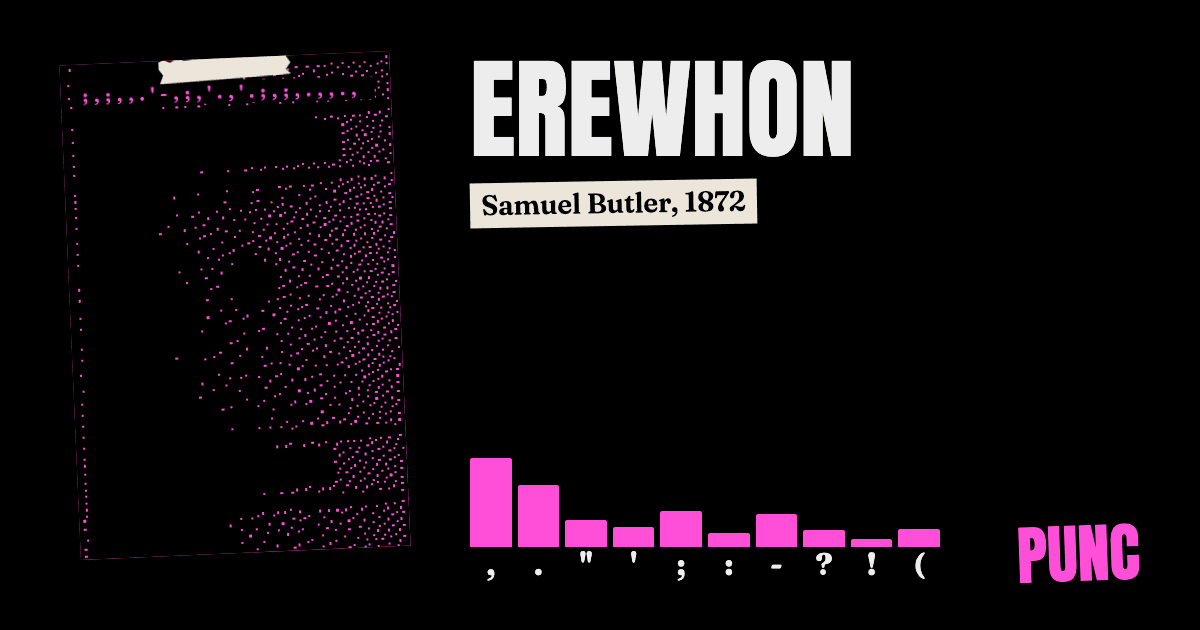 ;,;,,.'-;;,'.,'.;;;.,,.,
EREWHON
Samuel Butler, 1872
, . " ' ; : - ? ! (
PUNC